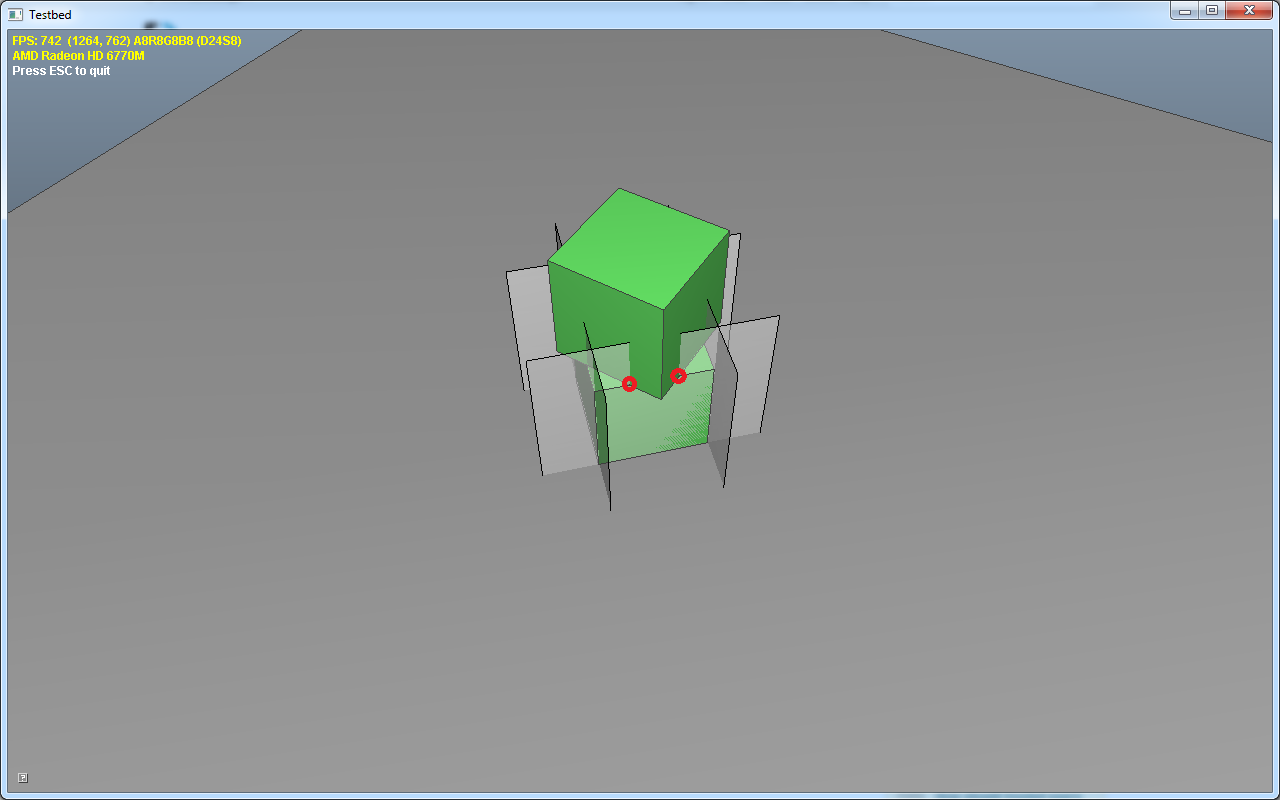 Testbed
FPS: 742 (1264, 762) A8R8G8B8 (D24S8)
AMD Radeon HD 6770M
Press ESC to quit
?